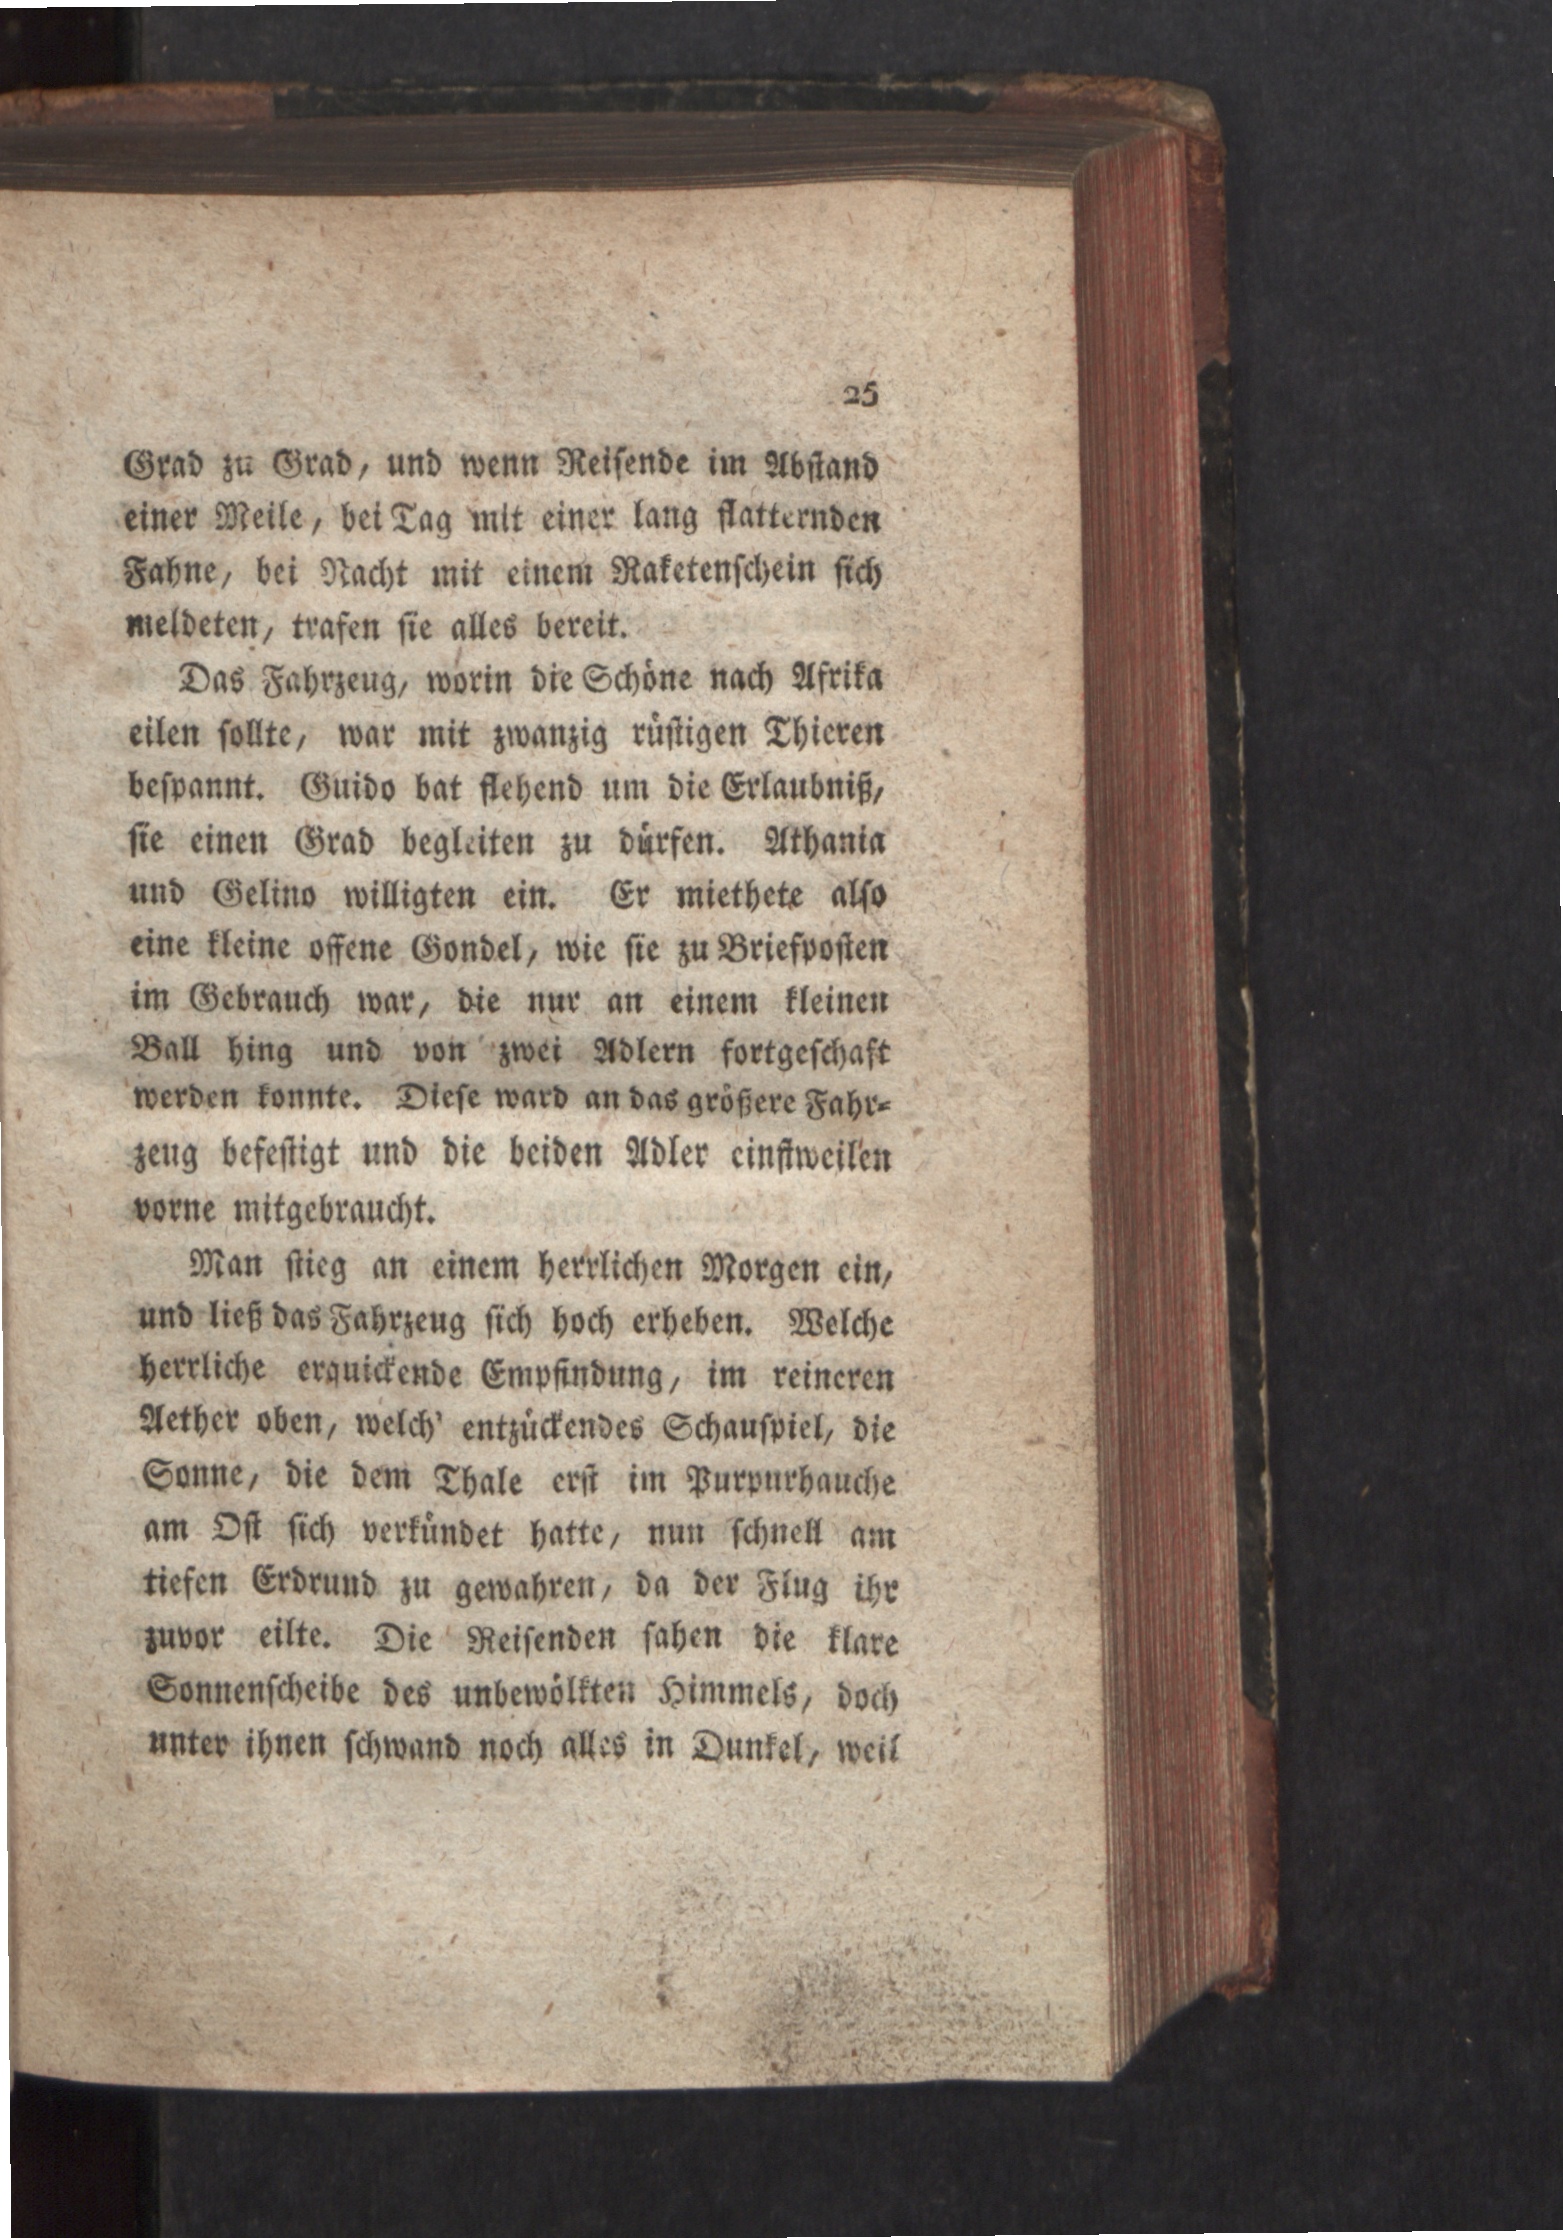 25
Grad zu Grad, und wenn Reiſende im Abſtand
einer Meile, bei Tag mit einer lang flatternden
Fahne, bei Nacht mit einem Raketenſchein ſich
meldeten, trafen ſie alles bereit.
Das Fahrzeug, worin die Schöne nach Afrika
eilen ſollte, war mit zwanzig rüſtigen Thieren
beſpannt. Guido bat flehend um die Erlaubniß,
ſie einen Grad begleiten zu dürfen. Athania
und Gelino willigten ein. Er miethete alſo
eine kleine offene Gondel, wie ſie zu Briefpoſten
im Gebrauch war, die nur an einem kleinen
Ball hing und von zwei Adlern fortgeſchaft
werden konnte. Dieſe ward an das größere Fahr-
zeug befeſtigt und die beiden Adler einſtweilen
vorne mitgebraucht.
Man ſtieg an einem herrlichen Morgen ein,
und ließ das Fahrzeug ſich hoch erheben. Welche
herrliche erquickende Empfindung, im reineren
Aether oben, welch' entzückendes Schauſpiel, die
Sonne, die dem Thale erſt im Purpurhauche
am Oſt ſich verkündet hatte, nun ſchnell am
tiefen Erdrund zu gewahren, da der Flug ihr
zuvor eilte. Die Reiſenden ſahen die klare
Sonnenſcheibe des unbewölkten Himmels, doch
unter ihnen ſchwand noch alles in Dunkel, weil